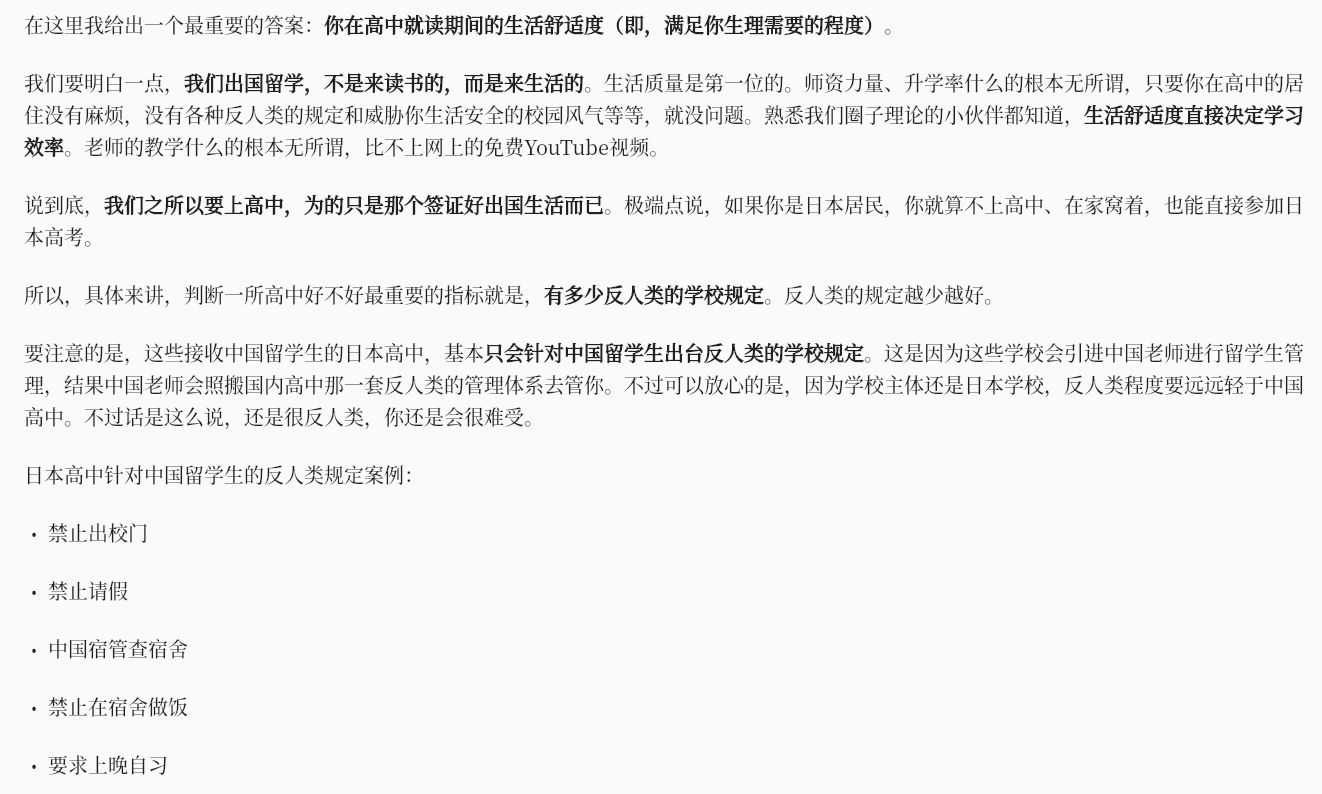 在这里我给出一个最重要的答案：你在高中就读期间的生活舒适度（即，满足你生理需要的程度）。
我们要明白一点，我们出国留学，不是来读书的，而是来生活的。生活质量是第一位的。师资力量、升学率什么的根本无所谓，只要你在高中的居
住没有麻烦，没有各种反人类的规定和威胁你生活安全的校园风气等等，就没问题。熟悉我们圈子理论的小伙伴都知道，生活舒适度直接决定学习
效率。老师的教学什么的根本无所谓，比不上网上的免费YouTube视频。
说到底，我们之所以要上高中，为的只是那个签证好出国生活而已。极端点说，如果你是日本居民，你就算不上高中、在家窝着，也能直接参加日
本高考。
所以，具体来讲，判断一所高中好不好最重要的指标就是，有多少反人类的学校规定。反人类的规定越少越好。
要注意的是，这些接收中国留学生的日本高中，基本只会针对中国留学生出台反人类的学校规定。这是因为这些学校会引进中国老师进行留学生管
理，结果中国老师会照搬国内高中那一套反人类的管理体系去管你。不过可以放心的是，因为学校主体还是日本学校，反人类程度要远远轻于中国
高中。不过话是这么说，还是很反人类，你还是会很难受。
日本高中针对中国留学生的反人类规定案例：
• 禁止出校门
• 禁止请假
• 中国宿管查宿舍
• 禁止在宿舍做饭
• 要求上晚自习